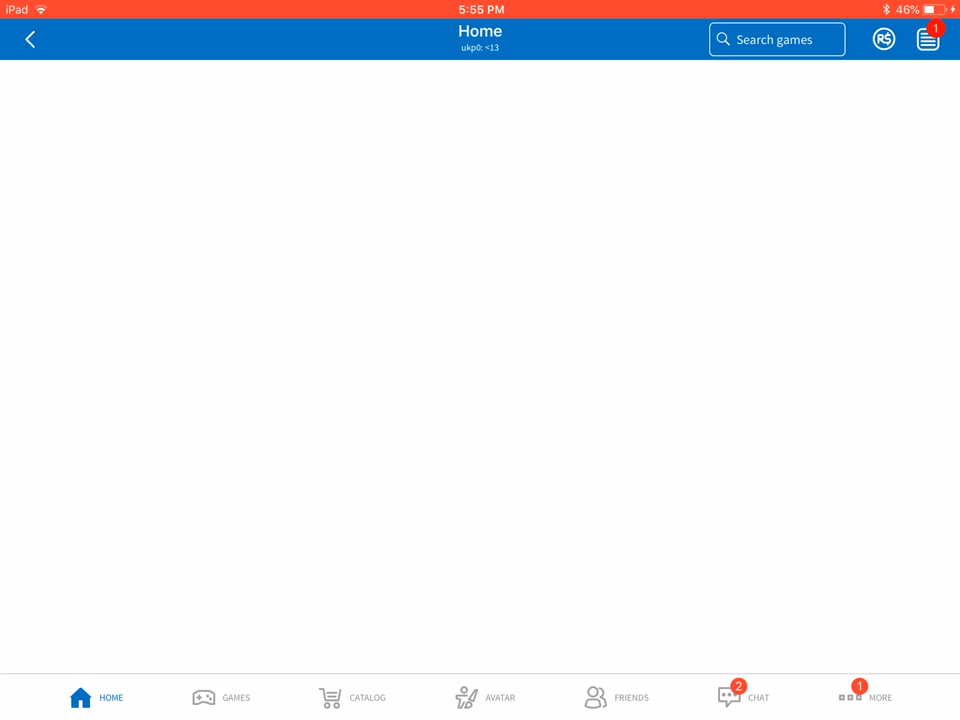 iPad 5:55 PM 46%
Home
ukp0: <13
Search games
R$
1
HOME GAMES CATALOG AVATAR FRIENDS 2 CHAT 1 MORE